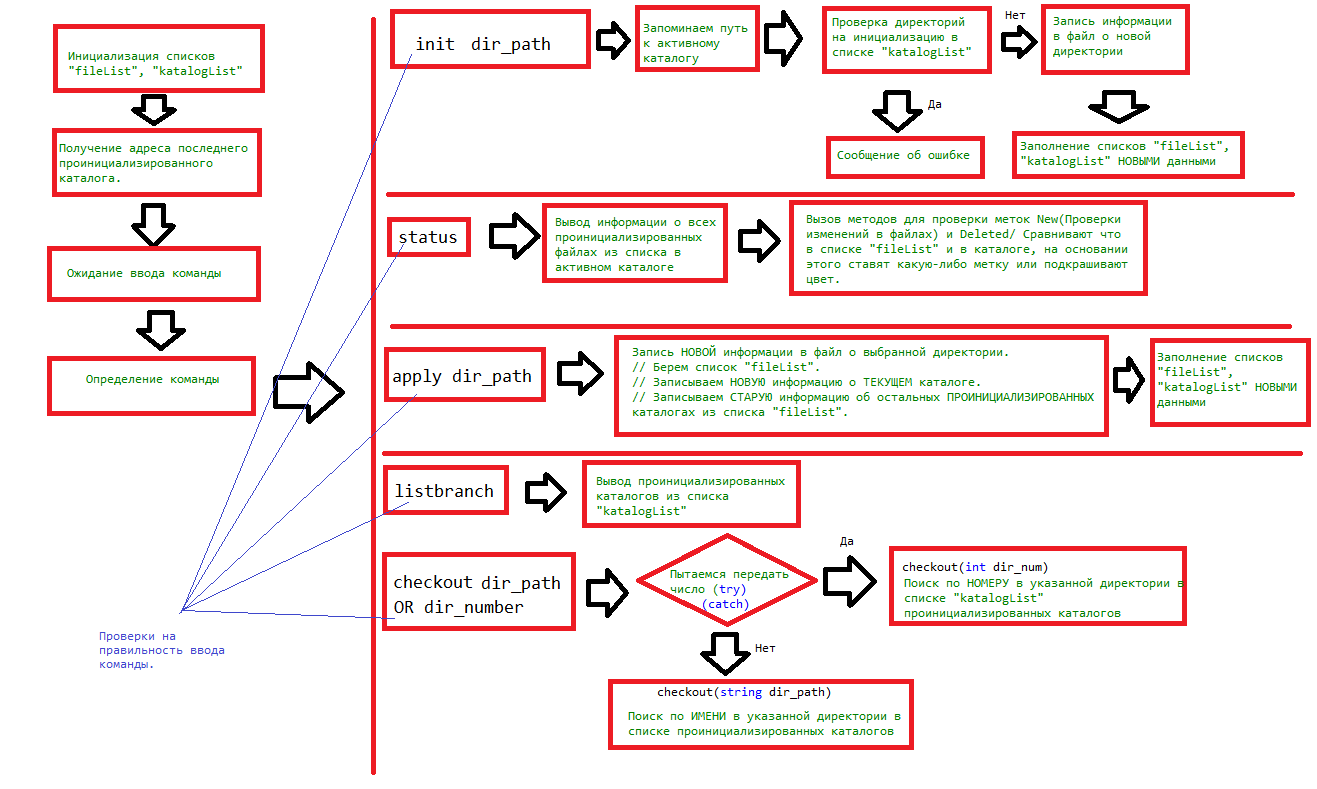 Инициализация списков
"fileList", "katalogList"
Получение адреса последнего
проинициализированного
каталога.
Ожидание ввода команды
Определение команды
Проверки на
правильность ввода
команды.
init dir_path
Запоминаем путь
к активному
каталогу
Проверка директорий
на инициализацию в
списке "katalogList"
Нет
Запись информации
в файл о новой
директории
Да
Сообщение об ошибке
Заполнение списков "fileList",
"katalogList" НОВЫМИ данными
status
Вывод информации о всех
проинициализированных
файлах из списка в
активном каталоге
Вызов методов для проверки меток New(Проверки
изменений в файлах) и Deleted/ Сравнивают что
в списке "fileList" и в каталоге, на основании
этого ставят какую-либо метку или подкрашивают
цвет.
apply dir_path
Запись НОВОЙ информации в файл о выбранной директории.
// Берем список "fileList".
// Записываем НОВУЮ информацию о ТЕКУЩЕМ каталоге.
// Записываем СТАРУЮ информацию об остальных ПРОИНИЦИАЛИЗИРОВАННЫХ
каталогах из списка "fileList".
Заполнение списков
"fileList",
"katalogList" НОВЫМИ
данными
listbranch
Вывод проинициализированных
каталогов из списка
"katalogList"
checkout dir_path
OR dir_number
Пытаемся передать
число (try)
(catch)
Да
checkout(int dir_num)
Поиск по НОМЕРУ в указанной директории в
списке "katalogList"
проинициализированных каталогов
Нет
checkout(string dir_path)
Поиск по ИМЕНИ в указанной директории в
списке проинициализированных каталогов